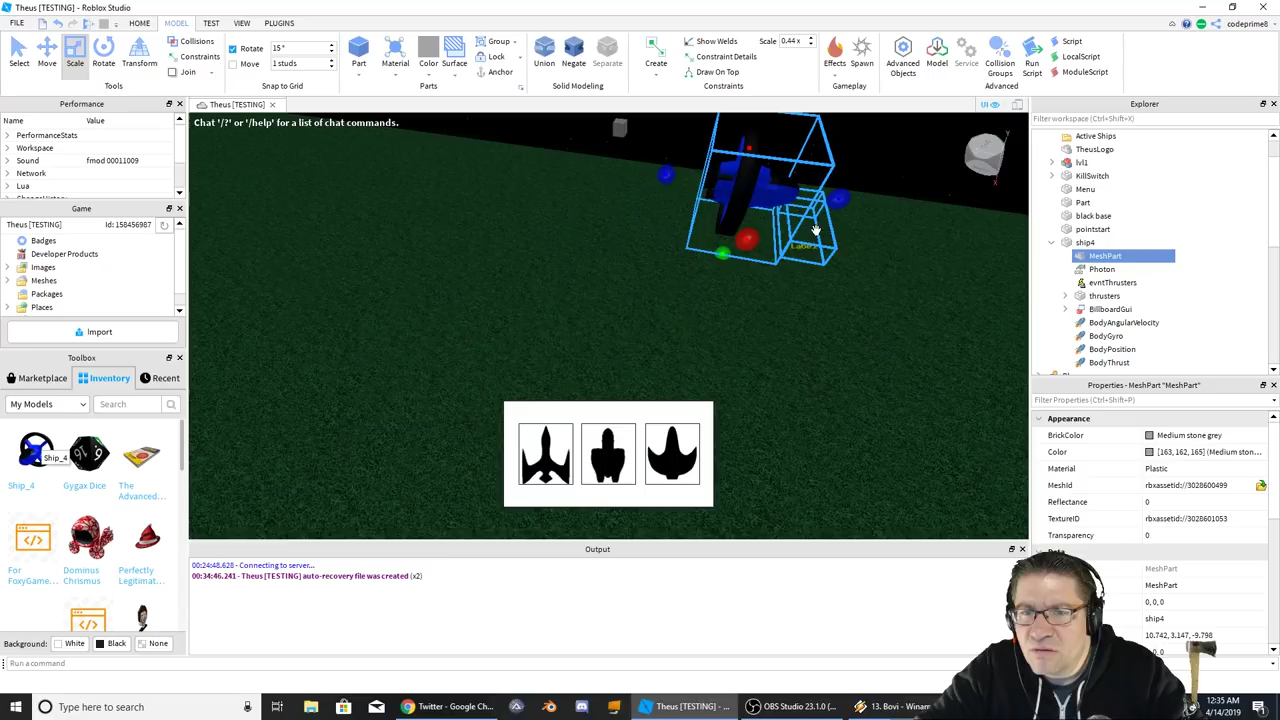 Theus [TESTING] - Roblox Studio
FILE
HOME
MODEL
TEST
VIEW
PLUGINS
codeprime8
Select
Move
Scale
Rotate
Transform
Tools
Collisions
Constraints
Join
Rotate
15 °
Move
1 studs
Snap to Grid
Part
Material
Color
Surface
Group
Lock
Anchor
Parts
Union
Negate
Separate
Solid Modeling
Create
Show Welds
Scale 0.44 x
Constraint Details
Draw On Top
Constraints
Effects
Spawn
Gameplay
Advanced Objects
Model
Service
Collision Groups
Run Script
Script
LocalScript
ModuleScript
Advanced
Performance
Name
Value
PerformanceStats
Workspace
Sound
fmod 00011009
Network
Lua
Game
Theus [TESTING]
Id: 158456987
Badges
Developer Products
Images
Meshes
Packages
Places
Import
Toolbox
Marketplace
Inventory
Recent
My Models
Search
Ship_4
Ship_4
Gygax Dice
The Advanced...
For FoxyGame...
Dominus Chrismus
Perfectly Legitimat...
Background:
White
Black
None
Run a command
Theus [TESTING]
UI
Chat '/?' or '/help' for a list of chat commands.
Label
Output
00:24:48.628 - Connecting to server...
00:34:46.241 - Theus [TESTING] auto-recovery file was created (x2)
Explorer
Filter workspace (Ctrl+Shift+X)
Active Ships
TheusLogo
lvl1
KillSwitch
Menu
Part
black base
pointstart
ship4
MeshPart
Photon
evntThrusters
thrusters
BillboardGui
BodyAngularVelocity
BodyGyro
BodyPosition
BodyThrust
Properties - MeshPart "MeshPart"
Filter Properties (Ctrl+Shift+P)
Appearance
BrickColor
Medium stone grey
Color
[163, 162, 165] (Medium ston...
Material
Plastic
MeshId
rbxassetid://3028600499
Reflectance
0
TextureID
rbxassetid://3028601053
Transparency
0
Data
MeshPart
MeshPart
0, 0, 0
ship4
10.742, 3.147, -9.798
Type here to search
Twitter - Google Ch...
Theus [TESTING] - ...
OBS Studio 23.1.0 (...
13. Bovi - Winam
12:35 AM
4/14/2019